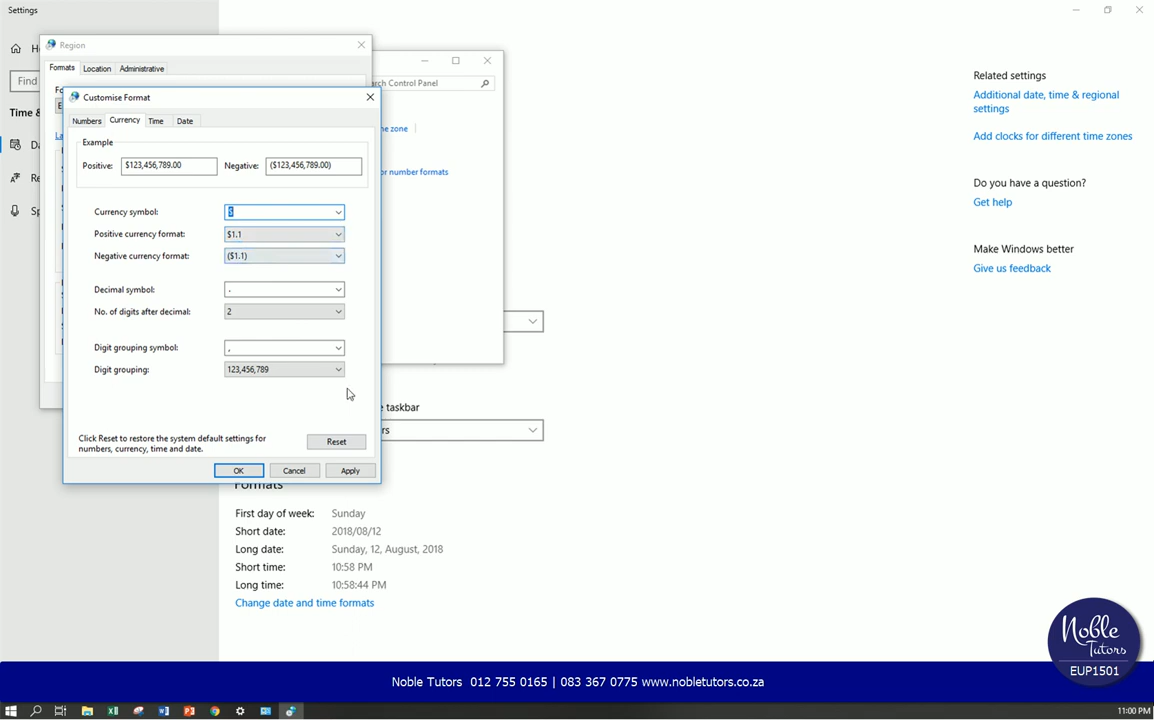 Settings
Region
Formats Location Administrative
Find
Time &
Customise Format
Numbers Currency Time Date
Example
Positive: $123,456,789.00 Negative: ($123,456,789.00)
Currency symbol: $
Positive currency format: $1.1
Negative currency format: ($1.1)
Decimal symbol: .
No. of digits after decimal: 2
Digit grouping symbol: ,
Digit grouping: 123,456,789
Click Reset to restore the system default settings for
numbers, currency, time and date.
Reset
OK Cancel Apply
rch Control Panel
ne zone
or number formats
e taskbar
rs
Formats
First day of week: Sunday
Short date: 2018/08/12
Long date: Sunday, 12, August, 2018
Short time: 10:58 PM
Long time: 10:58:44 PM
Change date and time formats
Related settings
Additional date, time & regional
settings
Add clocks for different time zones
Do you have a question?
Get help
Make Windows better
Give us feedback
Noble
Tutors
EUP1501
Noble Tutors 012 755 0165 | 083 367 0775 www.nobletutors.co.za
11:00 PM